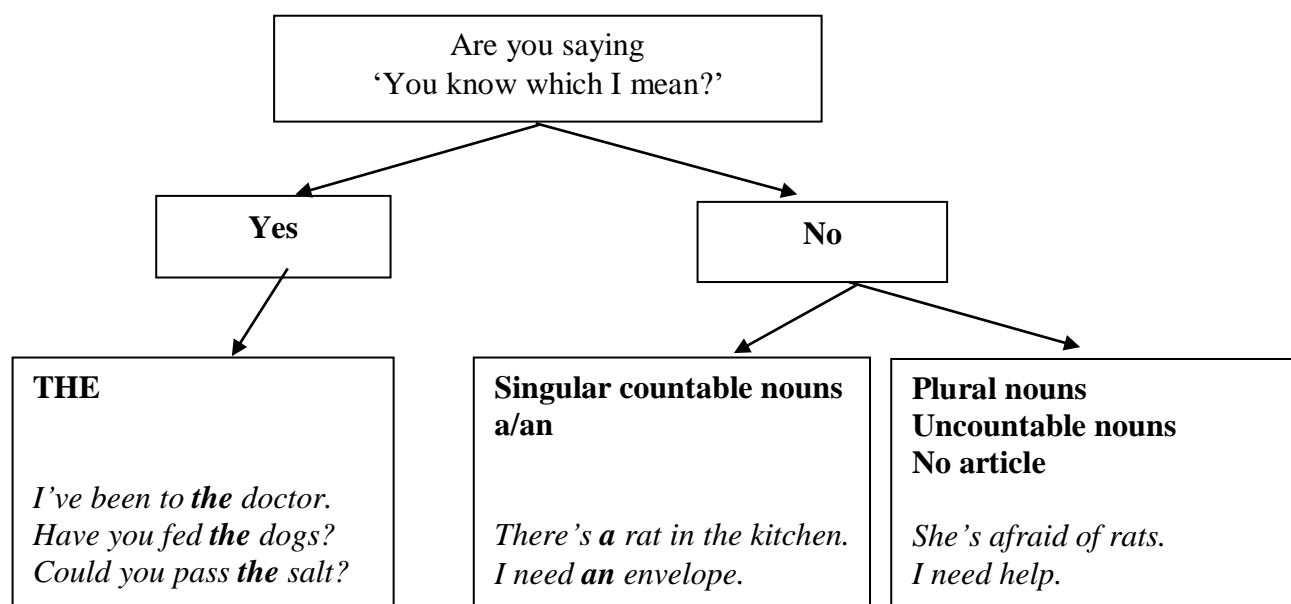 Are you saying
‘You know which I mean?’
Yes
No
THE
I’ve been to the doctor.
Have you fed the dogs?
Could you pass the salt?
Singular countable nouns
a/an
There’s a rat in the kitchen.
I need an envelope.
Plural nouns
Uncountable nouns
No article
She’s afraid of rats.
I need help.